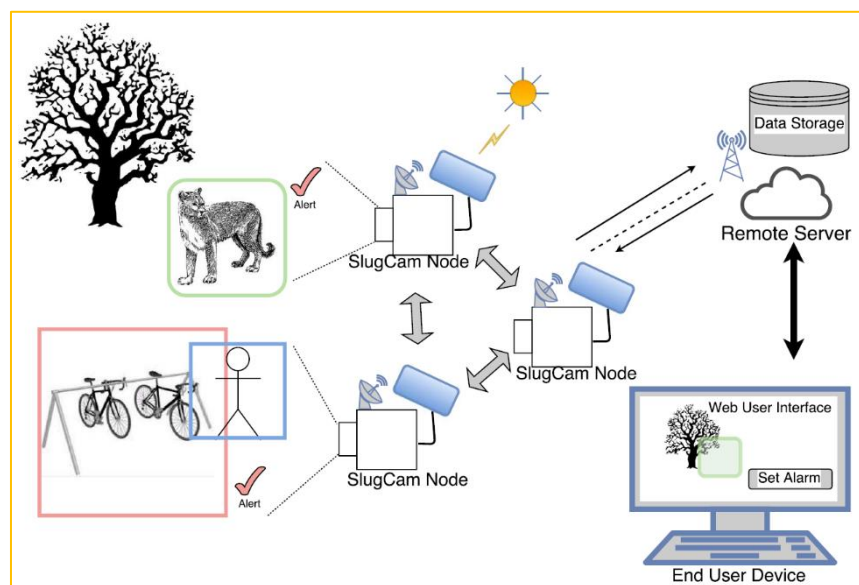 Data Storage
Alert
SlugCam Node
Remote Server
SlugCam Node
Web User Interface
Set Alarm
Alert
SlugCam Node
End User Device